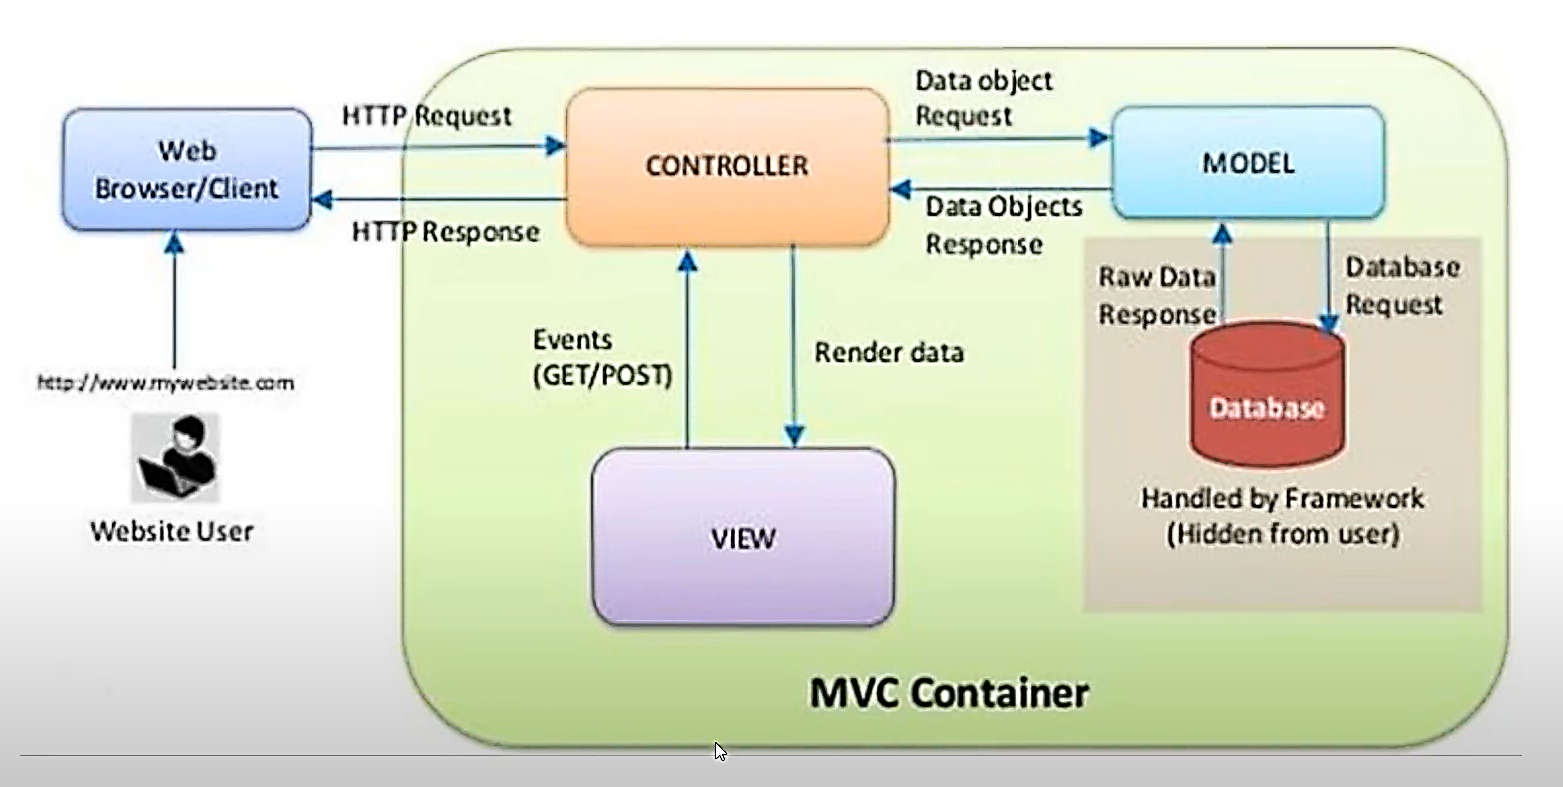 HTTP Request
Web
Browser/Client
HTTP Response
CONTROLLER
Data object
Request
MODEL
Data Objects
Response
Raw Data
Response
Database
Request
Events
(GET/POST)
Render data
http://www.mywebsite.com
Website User
Database
Handled by Framework
(Hidden from user)
VIEW
MVC Container